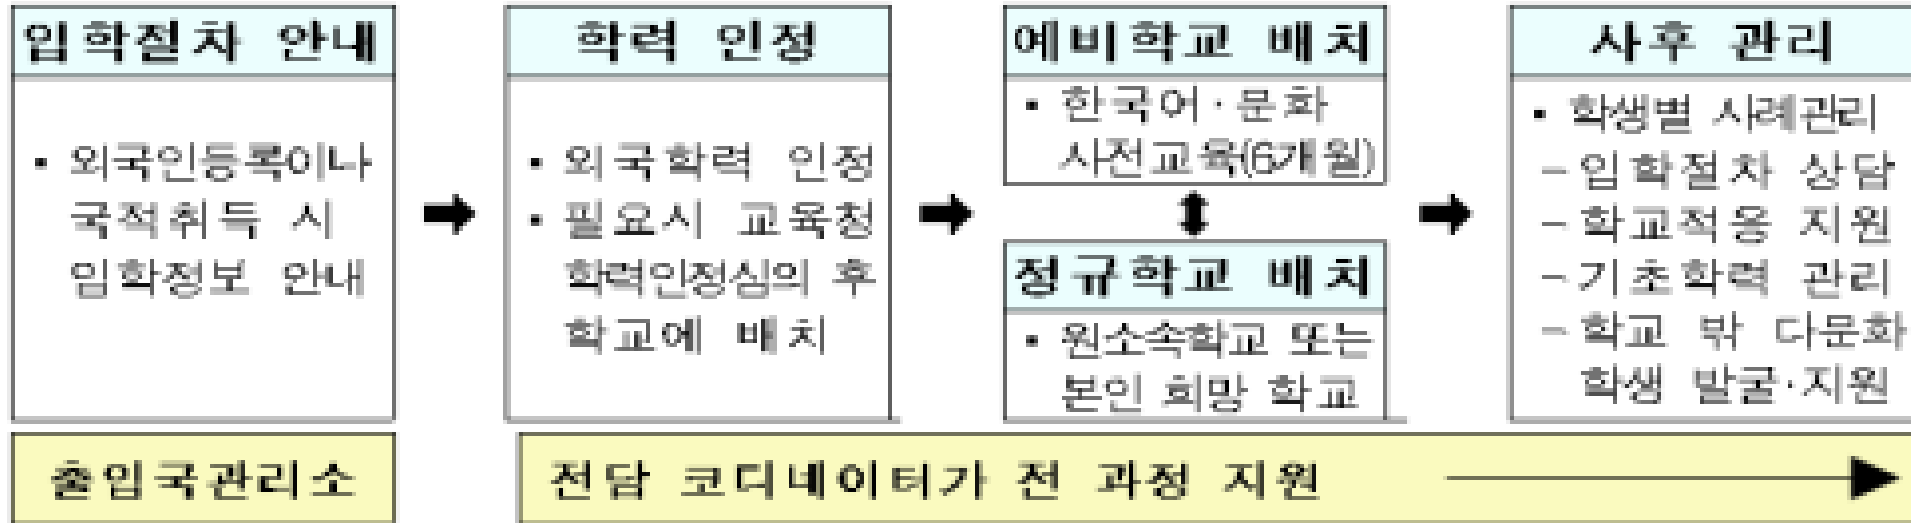 입학절차 안내
▪ 외국인등록이나
국적취득 시
입학정보 안내
출입국관리소
학력 인정
▪ 외국학력 인정
▪ 필요시 교육청
학력인정심의 후
학교에 배치
예비학교 배치
▪ 한국어·문화
사전교육(6개월)
정규학교 배치
▪ 원소속학교 또는
본인 희망 학교
사후 관리
▪ 학생별 사례관리
- 입학절차 상담
- 학교적응 지원
- 기초학력 관리
- 학교 밖 다문화
학생 발굴·지원
전담 코디네이터가 전 과정 지원